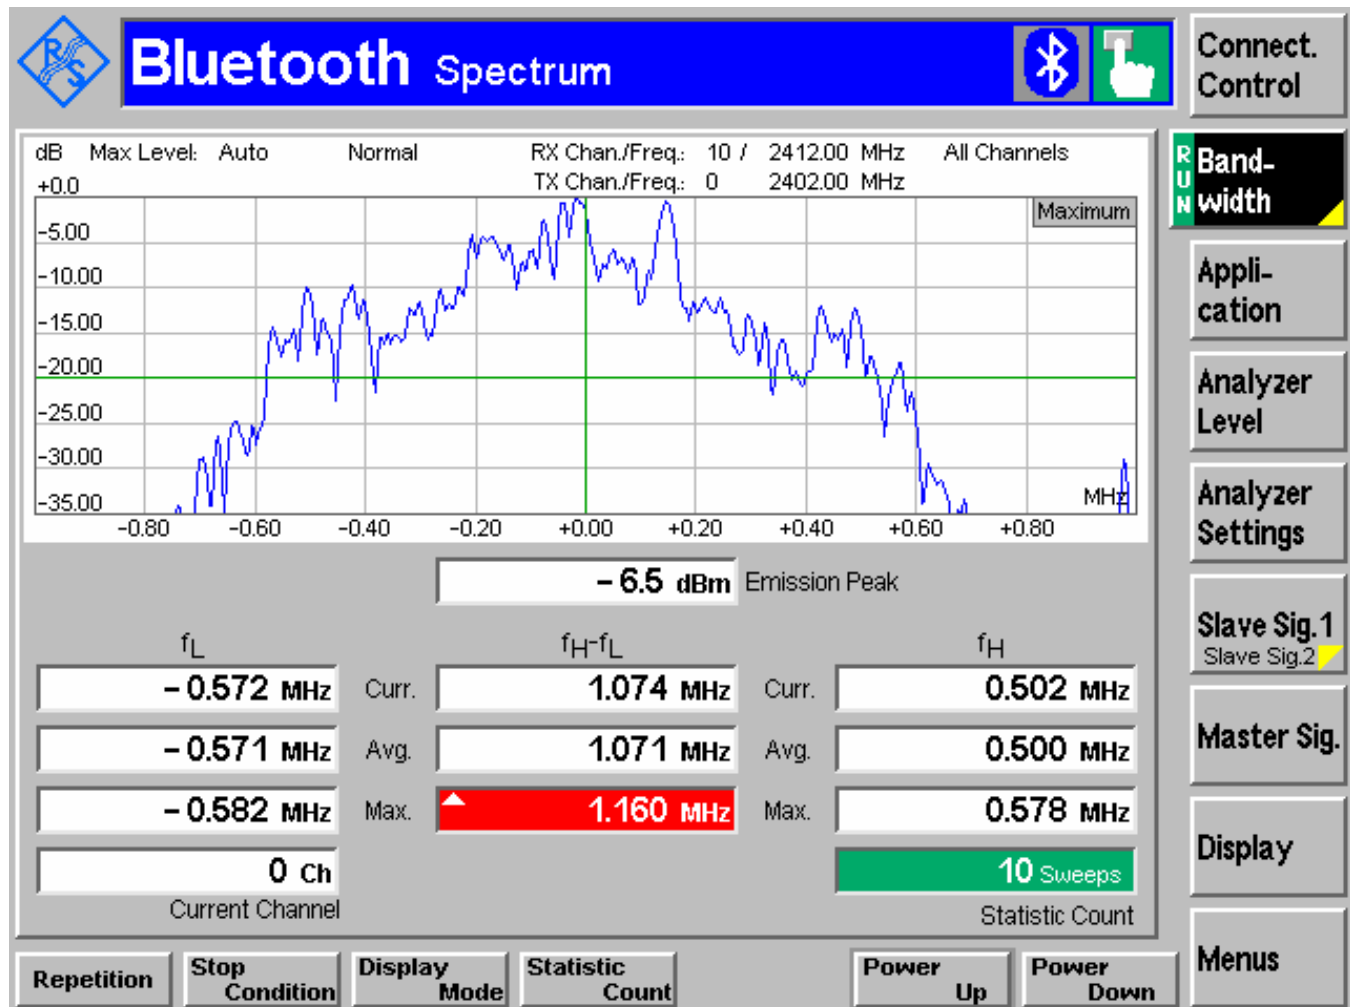 R&S
Bluetooth Spectrum
Connect.
Control
dB Max Level: Auto Normal RX Chan./Freq.: 10 / 2412.00 MHz All Channels
+0.0 TX Chan./Freq.: 0 2402.00 MHz
Maximum
−5.00
−10.00
−15.00
−20.00
−25.00
−30.00
−35.00
MHz
−0.80 −0.60 −0.40 −0.20 +0.00 +0.20 +0.40 +0.60 +0.80
−6.5 dBm Emission Peak
fL fH-fL fH
−0.572 MHz Curr. 1.074 MHz Curr. 0.502 MHz
−0.571 MHz Avg. 1.071 MHz Avg. 0.500 MHz
−0.582 MHz Max. 1.160 MHz Max. 0.578 MHz
0 Ch 10 Sweeps
Current Channel Statistic Count
RUN
Band-
width
Appli-
cation
Analyzer
Level
Analyzer
Settings
Slave Sig.1
Slave Sig.2
Master Sig.
Display
Menus
Repetition
Stop
Condition
Display
Mode
Statistic
Count
Power
Up
Power
Down